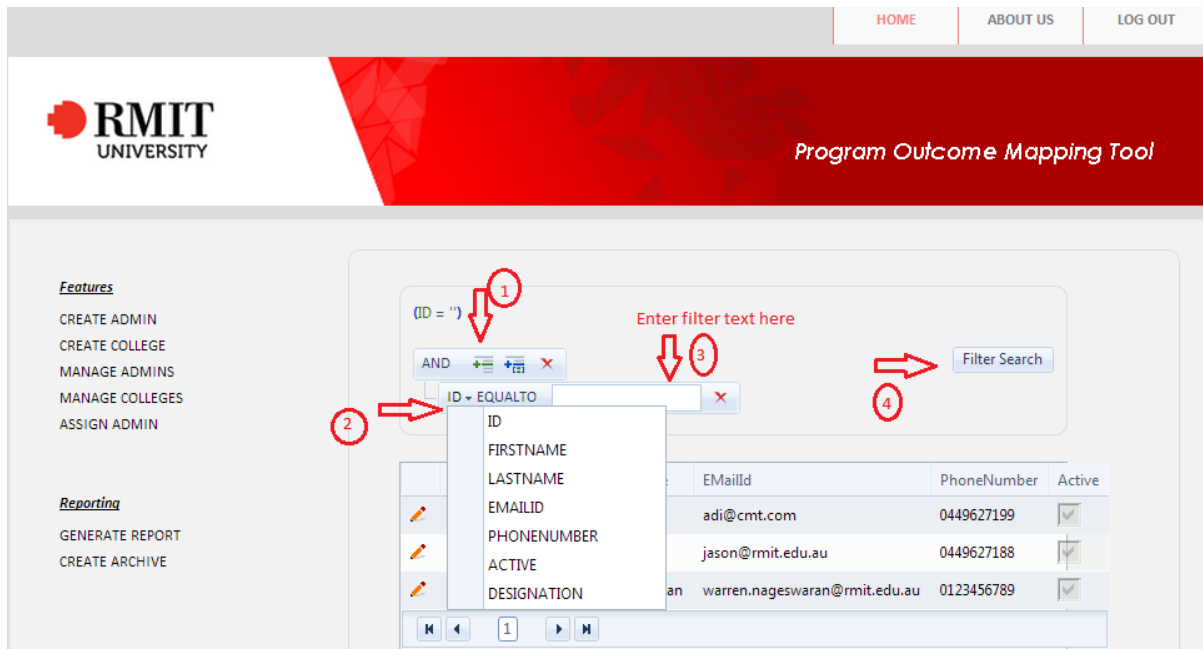 HOME ABOUT US LOG OUT
RMIT
UNIVERSITY
Program Outcome Mapping Tool
Features
CREATE ADMIN
CREATE COLLEGE
MANAGE ADMINS
MANAGE COLLEGES
ASSIGN ADMIN
Reporting
GENERATE REPORT
CREATE ARCHIVE
1
(ID = '')
Enter filter text here
AND
3
Filter Search
ID EQUALTO
4
2
ID
FIRSTNAME
LASTNAME
EMAILID
PHONENUMBER
ACTIVE
DESIGNATION
EMailId PhoneNumber Active
adi@cmt.com 0449627199
jason@rmit.edu.au 0449627188
an warren.nageswaran@rmit.edu.au 0123456789
1